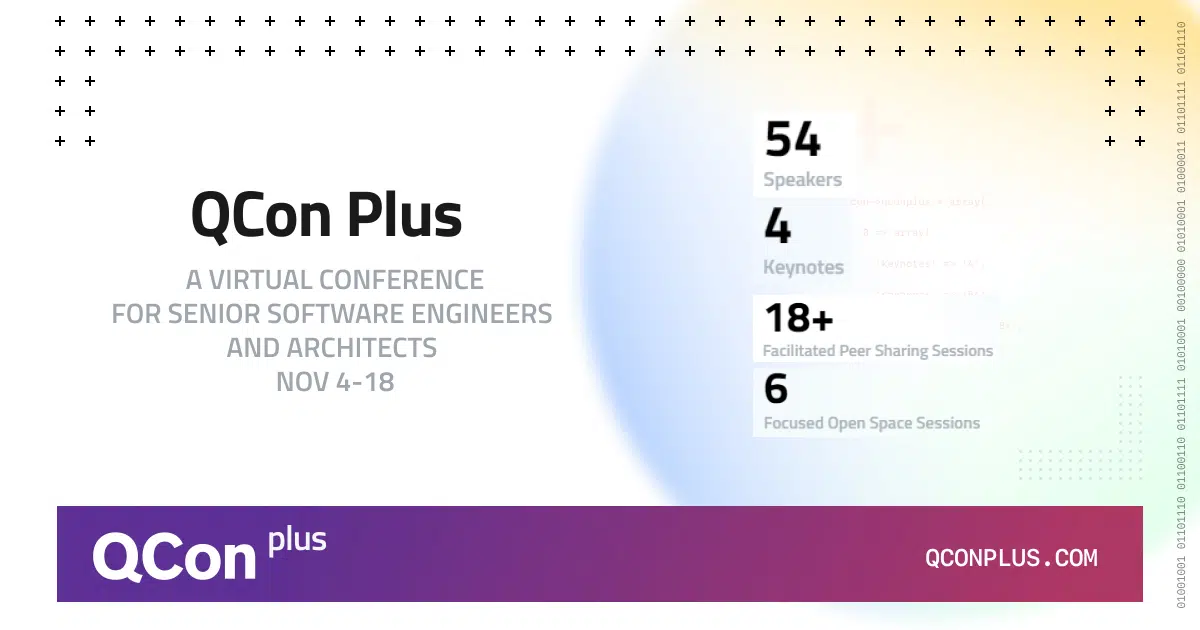 QCon Plus
A VIRTUAL CONFERENCE
FOR SENIOR SOFTWARE ENGINEERS
AND ARCHITECTS
NOV 4-18
54
Speakers
4
Keynotes
18+
Facilitated Peer Sharing Sessions
6
Focused Open Space Sessions
QCon plus
QCONPLUS.COM
01001001 01101110 01100110 01101111 01010001 00100000 01010001 01000011 01101111 01101110